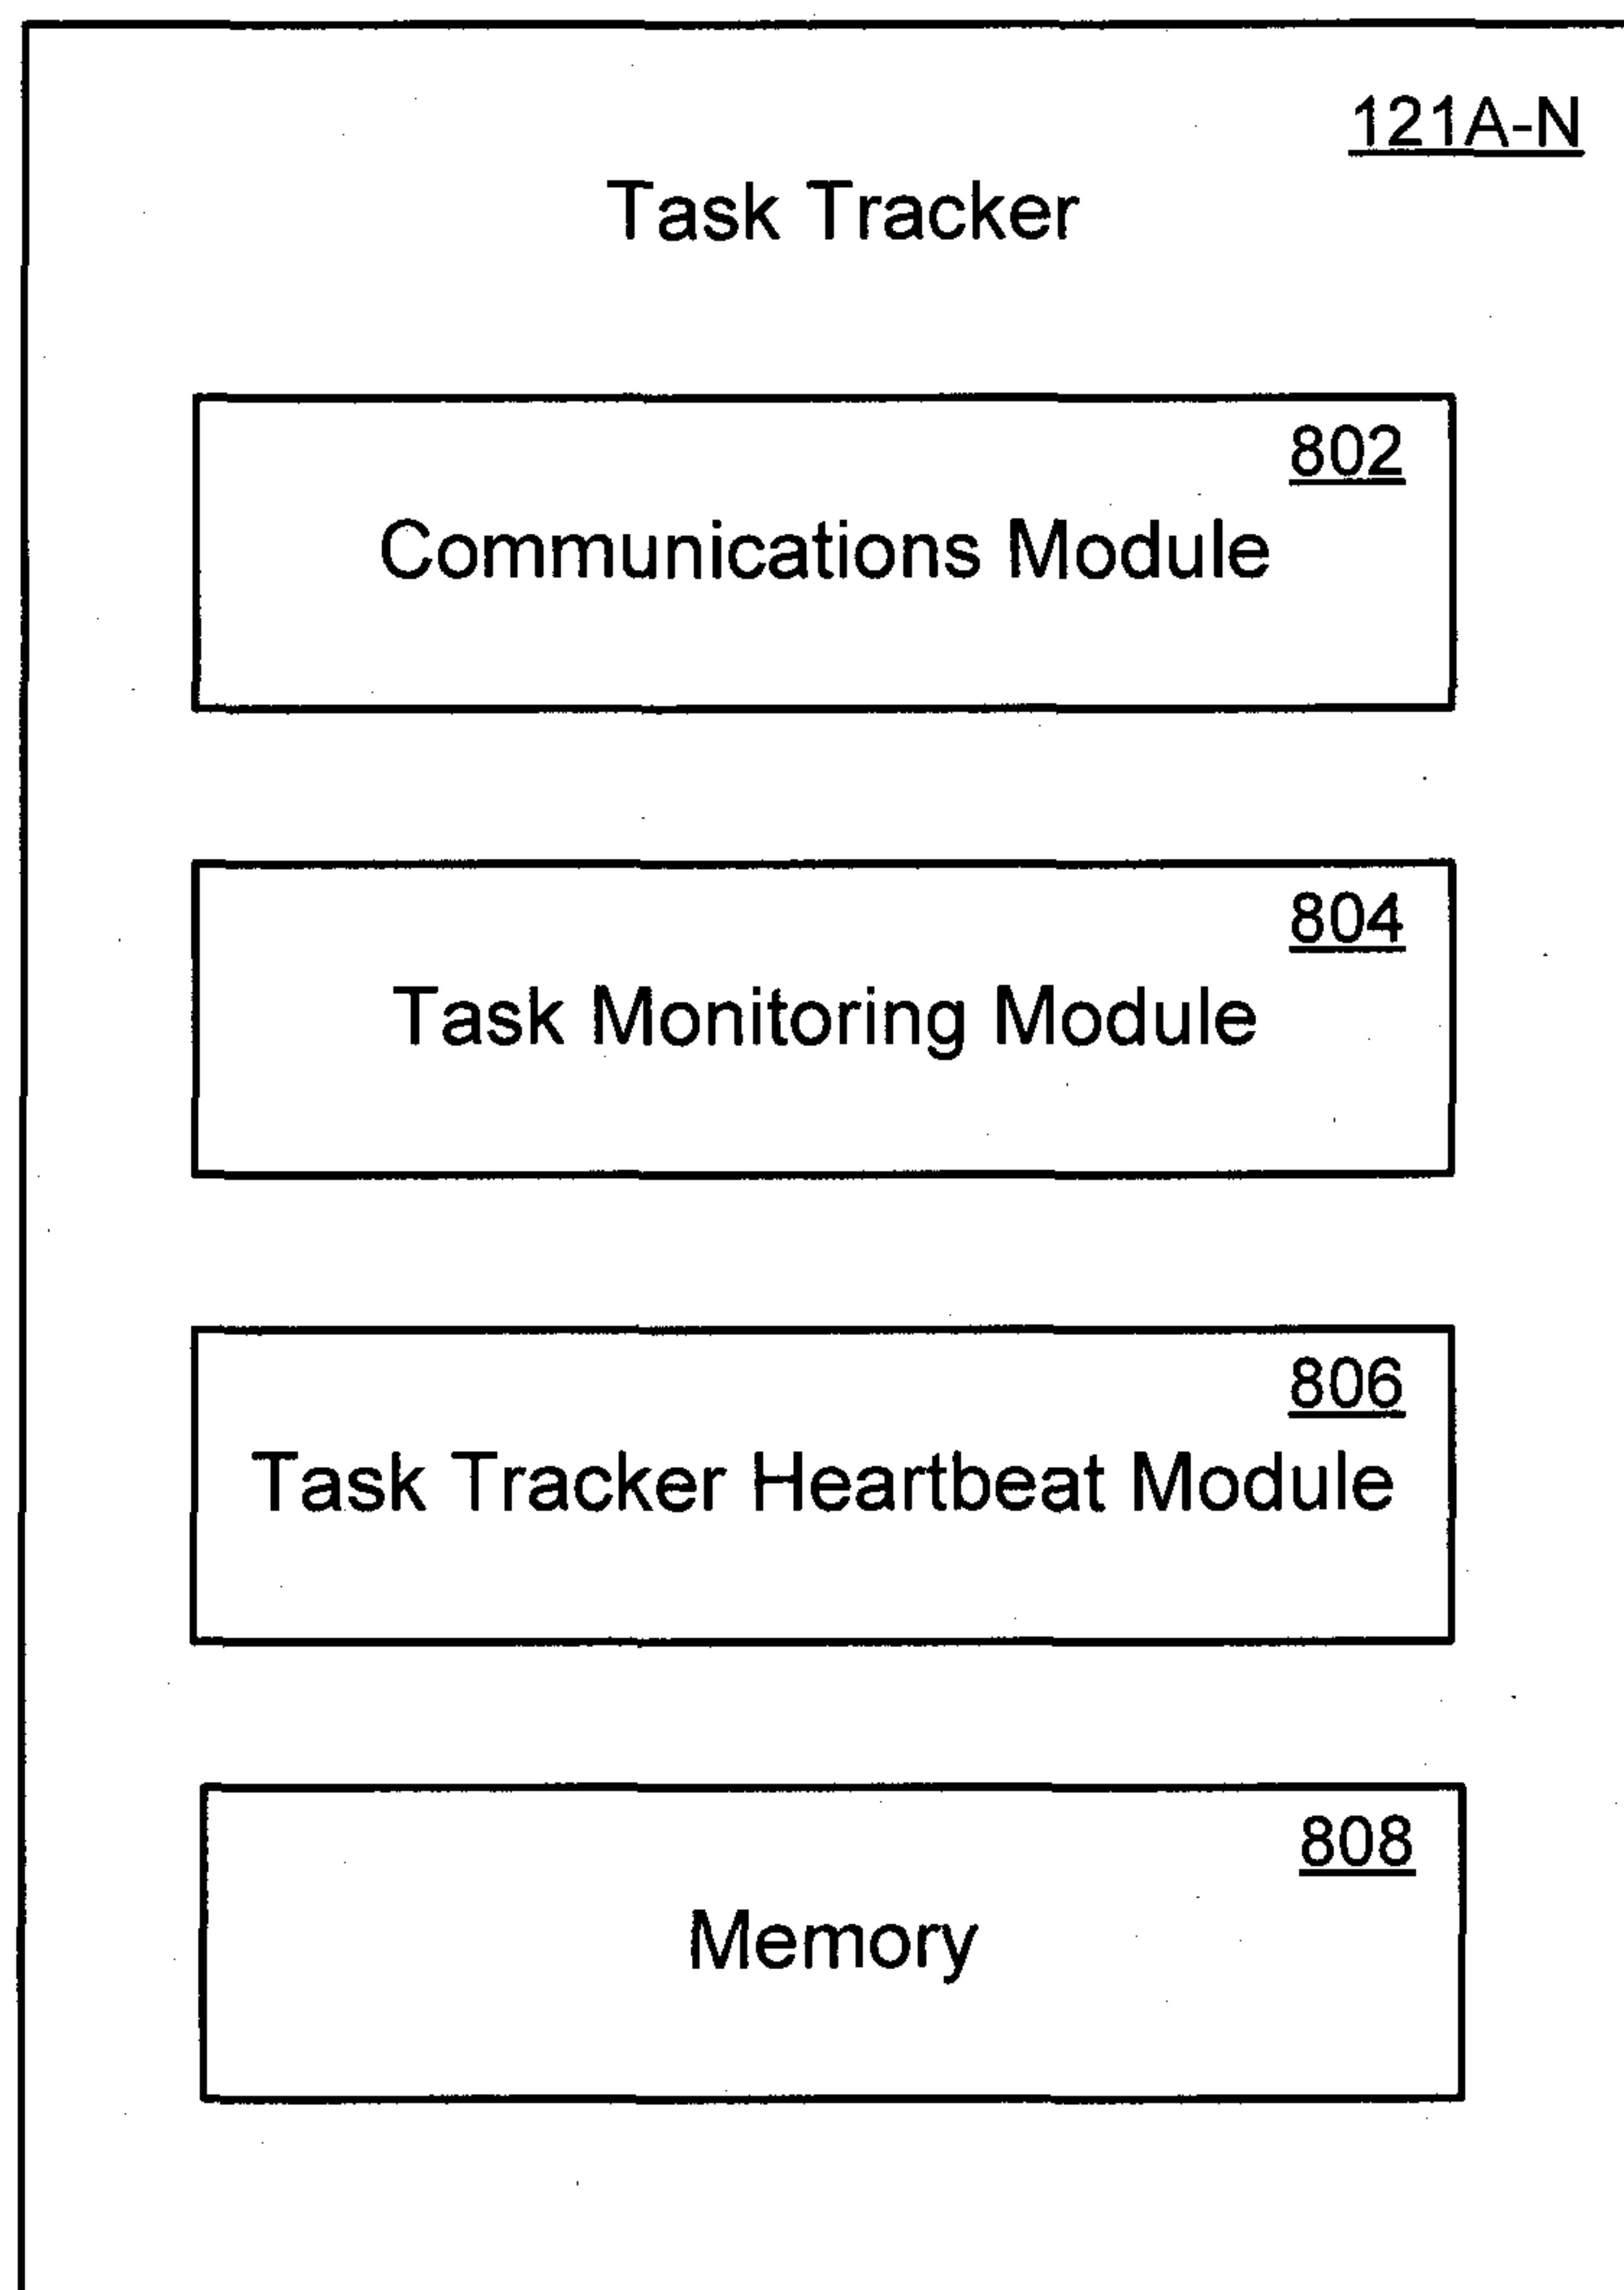 121A-N
Task Tracker
802
Communications Module
804
Task Monitoring Module
806
Task Tracker Heartbeat Module
808
Memory